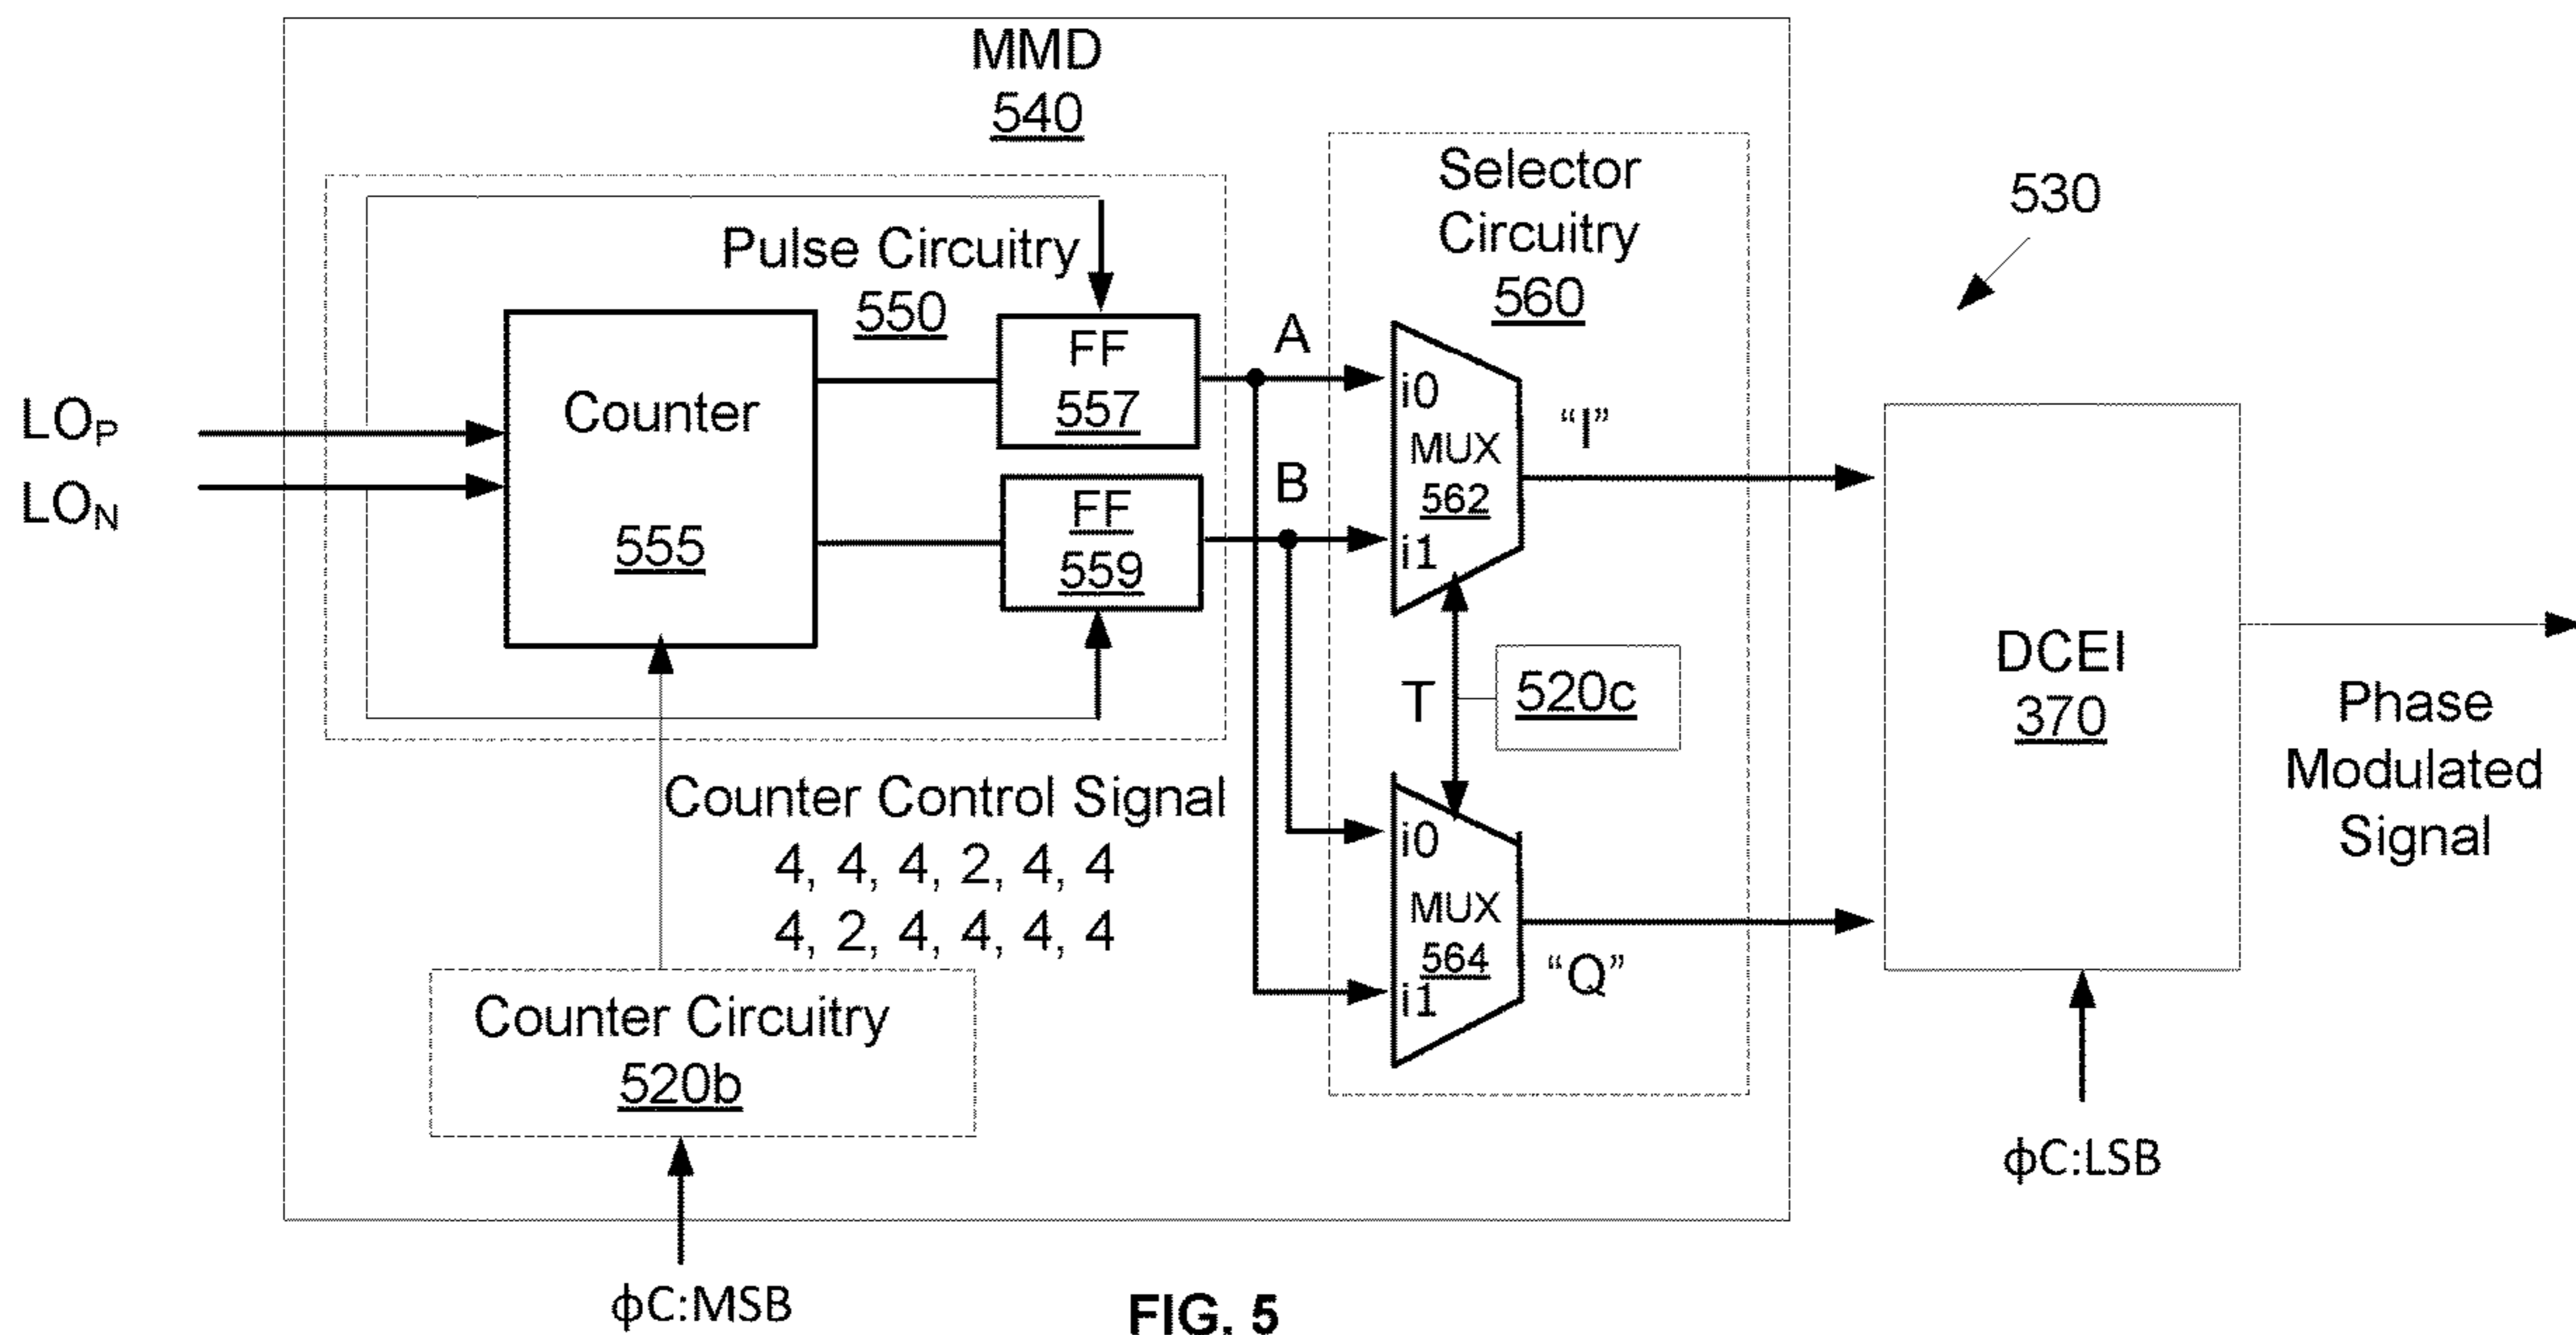 MMD
540
Pulse Circuitry
550
Counter
555
FF
557
FF
559
LOP
LON
A
B
Selector
Circuitry
560
i0
MUX
562
i1
"I"
T
520c
i0
MUX
564
i1
"Q"
530
DCEI
370
Phase
Modulated
Signal
Counter Control Signal
4, 4, 4, 2, 4, 4
4, 2, 4, 4, 4, 4
Counter Circuitry
520b
ϕC:MSB
ϕC:LSB
FIG. 5